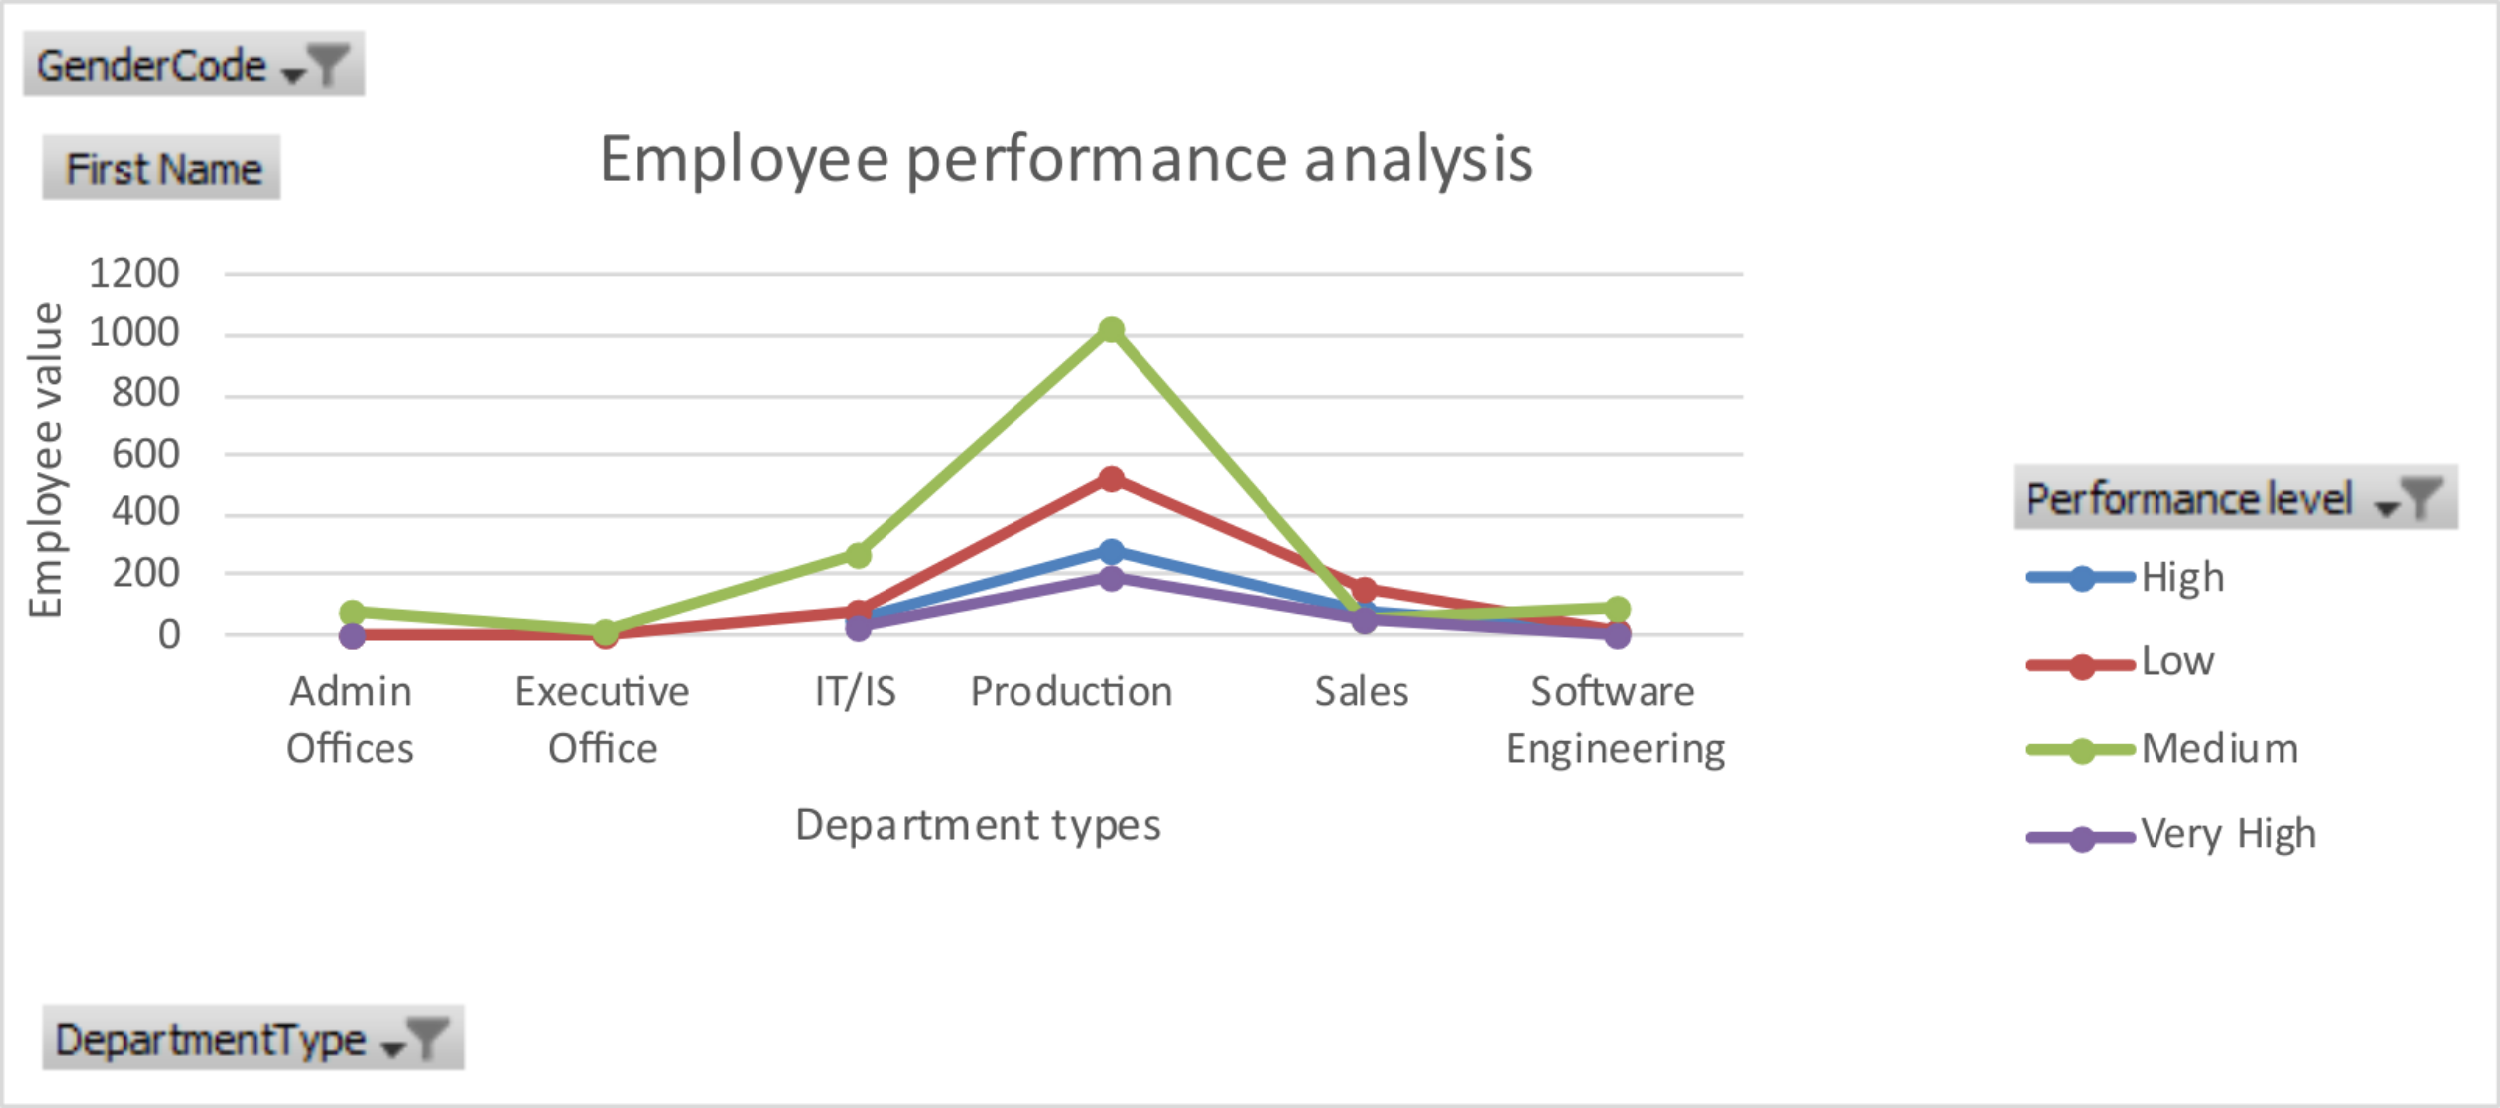 GenderCode
First Name
Employee performance analysis
Employee value
1200
1000
800
600
400
200
0
Admin Offices
Executive Office
IT/IS
Production
Sales
Software Engineering
Department types
Performance level
High
Low
Medium
Very High
DepartmentType